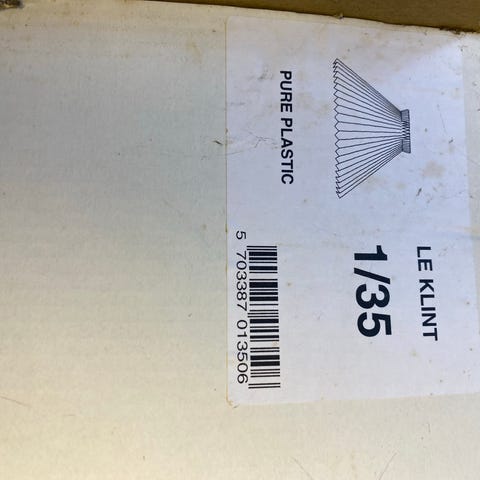 LE KLINT
1/35
PURE PLASTIC
5 703387 013506